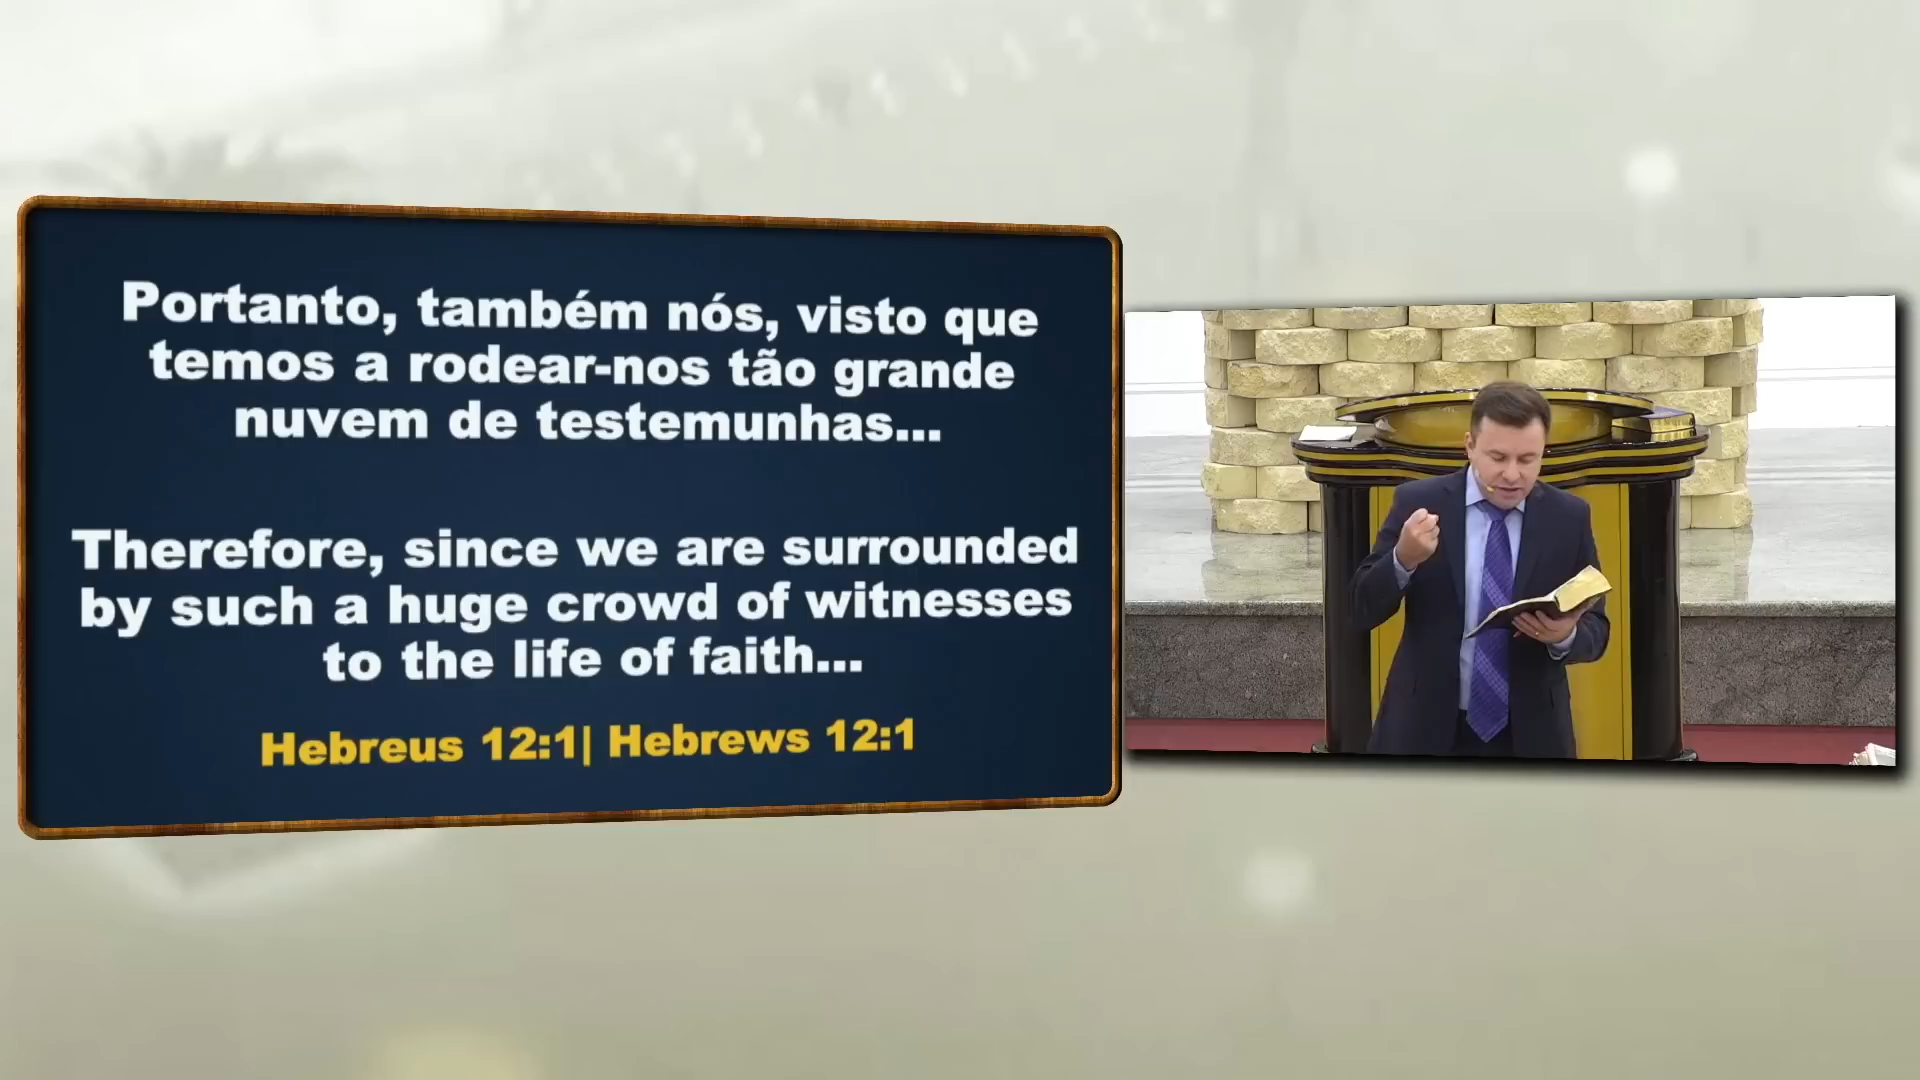 Portanto, também nós, visto que
temos a rodear-nos tão grande
nuvem de testemunhas...
Therefore, since we are surrounded
by such a huge crowd of witnesses
to the life of faith...
Hebreus 12:1| Hebrews 12:1